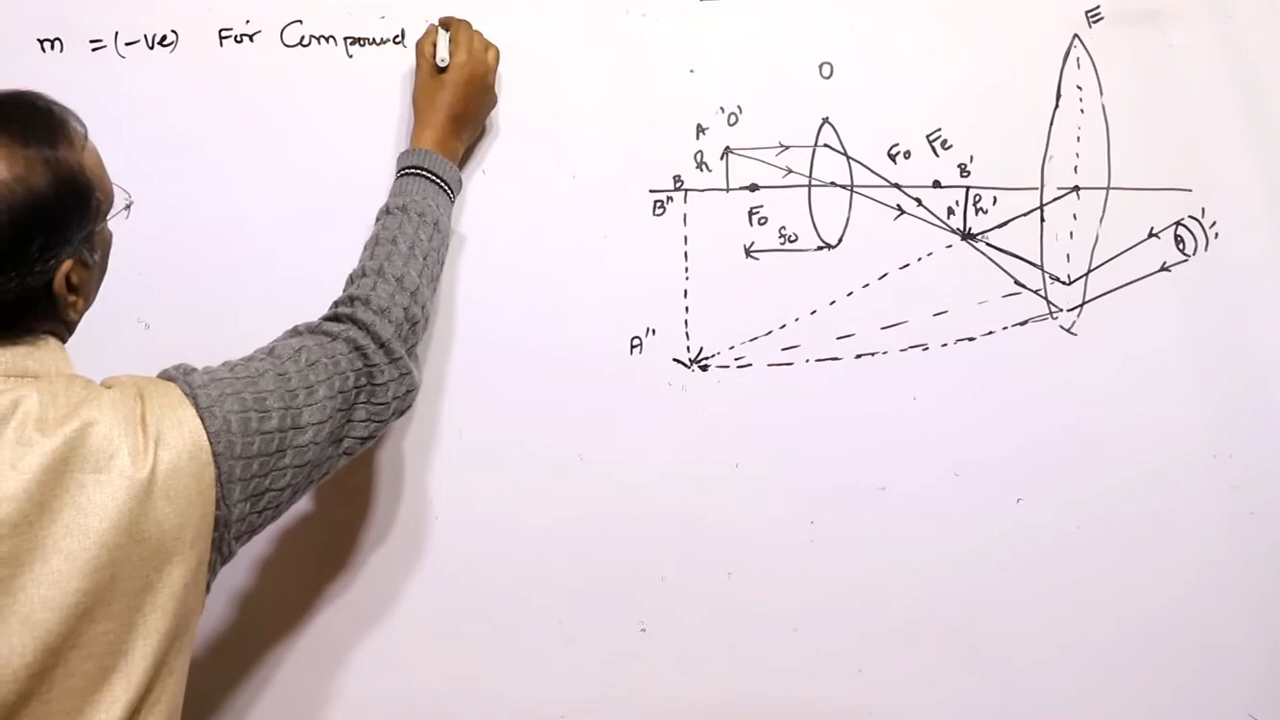 m = (-ve) For Compound
E
O
A 'O'
h
B
B"
Fo
fo
Fo
Fe
B'
A' h'
A"